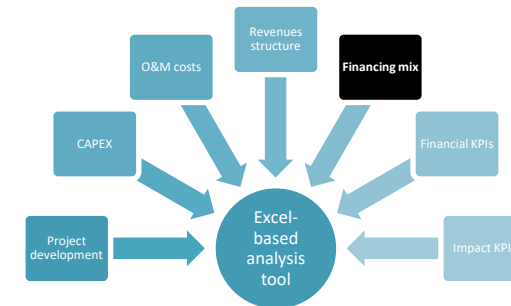 Revenues
structure
O&M costs
Financing mix
CAPEX
Financial KPIs
Project
development
Impact KPI
Excel-
based
analysis
tool